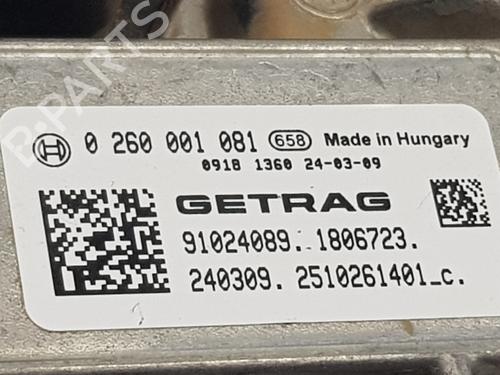 B-PARTS
0 260 001 081 658 Made in Hungary
0918 1360 24-03-09
GETRAG
91024089. 1806723.
240309. 2510261401_c.